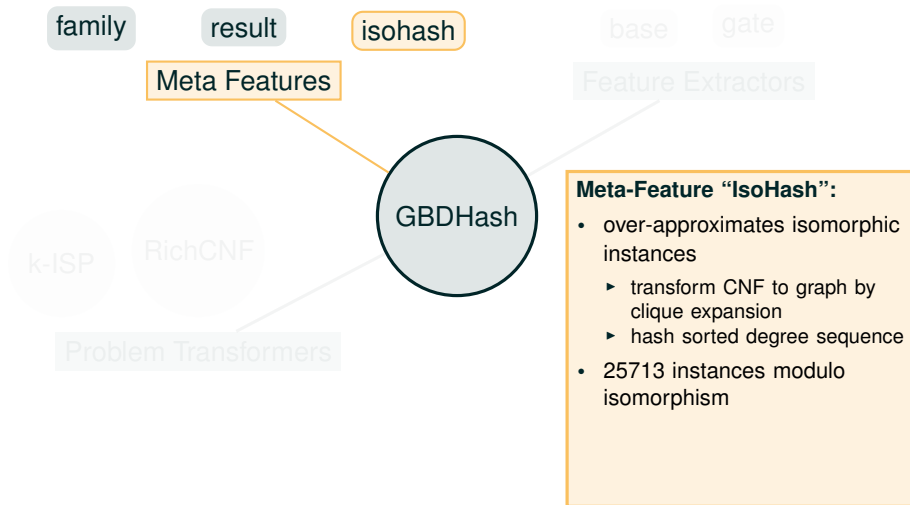 family result isohash
base gate
Meta Features
Feature Extractors
GBDHash
k-ISP
RichCNF
Problem Transformers
Meta-Feature “IsoHash”:
• over-approximates isomorphic
instances
► transform CNF to graph by
clique expansion
► hash sorted degree sequence
• 25713 instances modulo
isomorphism